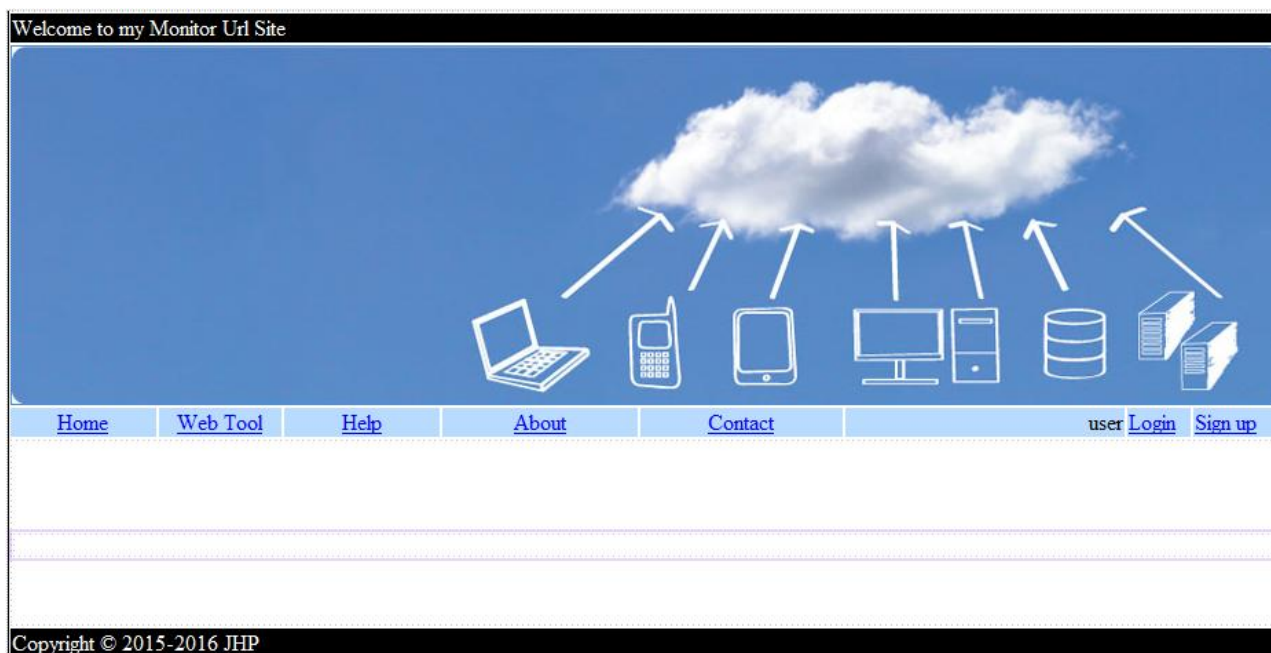 Welcome to my Monitor Url Site
Home Web Tool Help About Contact user Login Sign up
Copyright © 2015-2016 JHP